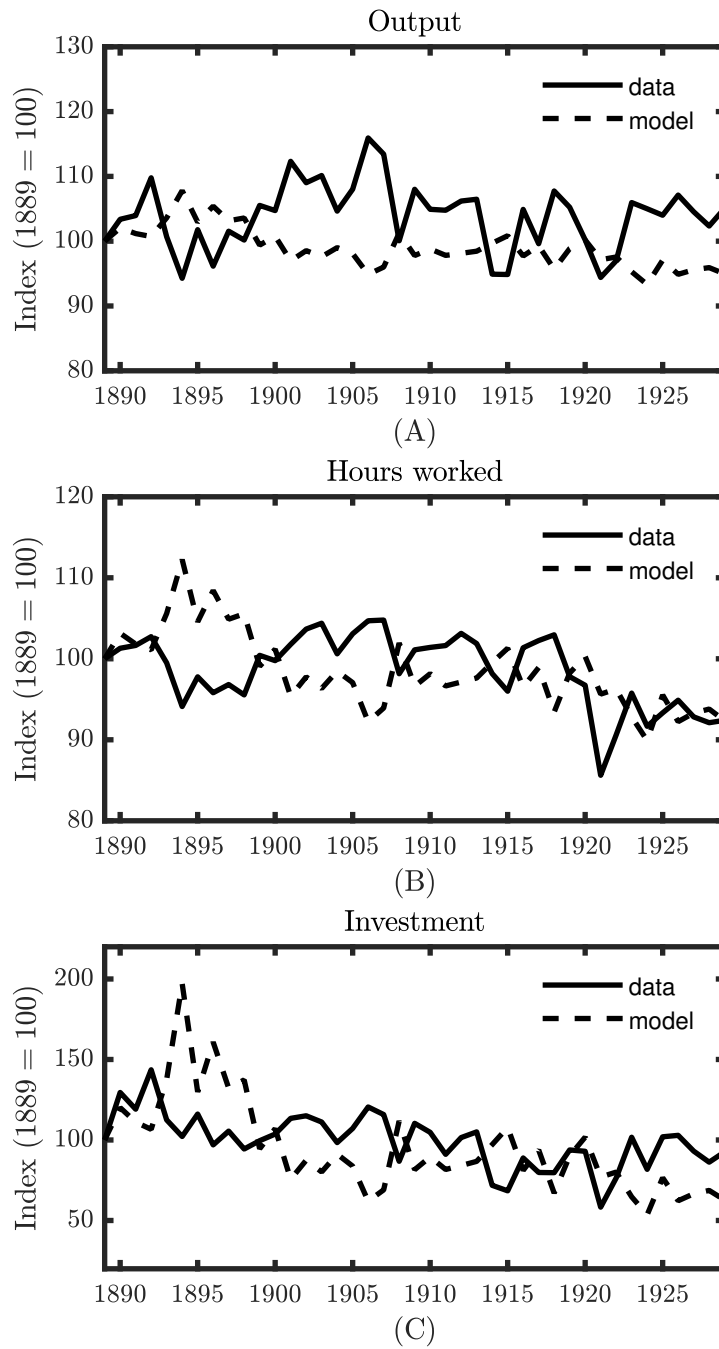 Output
130
120
110
100
90
80
Index (1889 = 100)
data
model
1890 1895 1900 1905 1910 1915 1920 1925
(A)
Hours worked
120
110
100
90
80
Index (1889 = 100)
data
model
1890 1895 1900 1905 1910 1915 1920 1925
(B)
Investment
200
150
100
50
Index (1889 = 100)
data
model
1890 1895 1900 1905 1910 1915 1920 1925
(C)